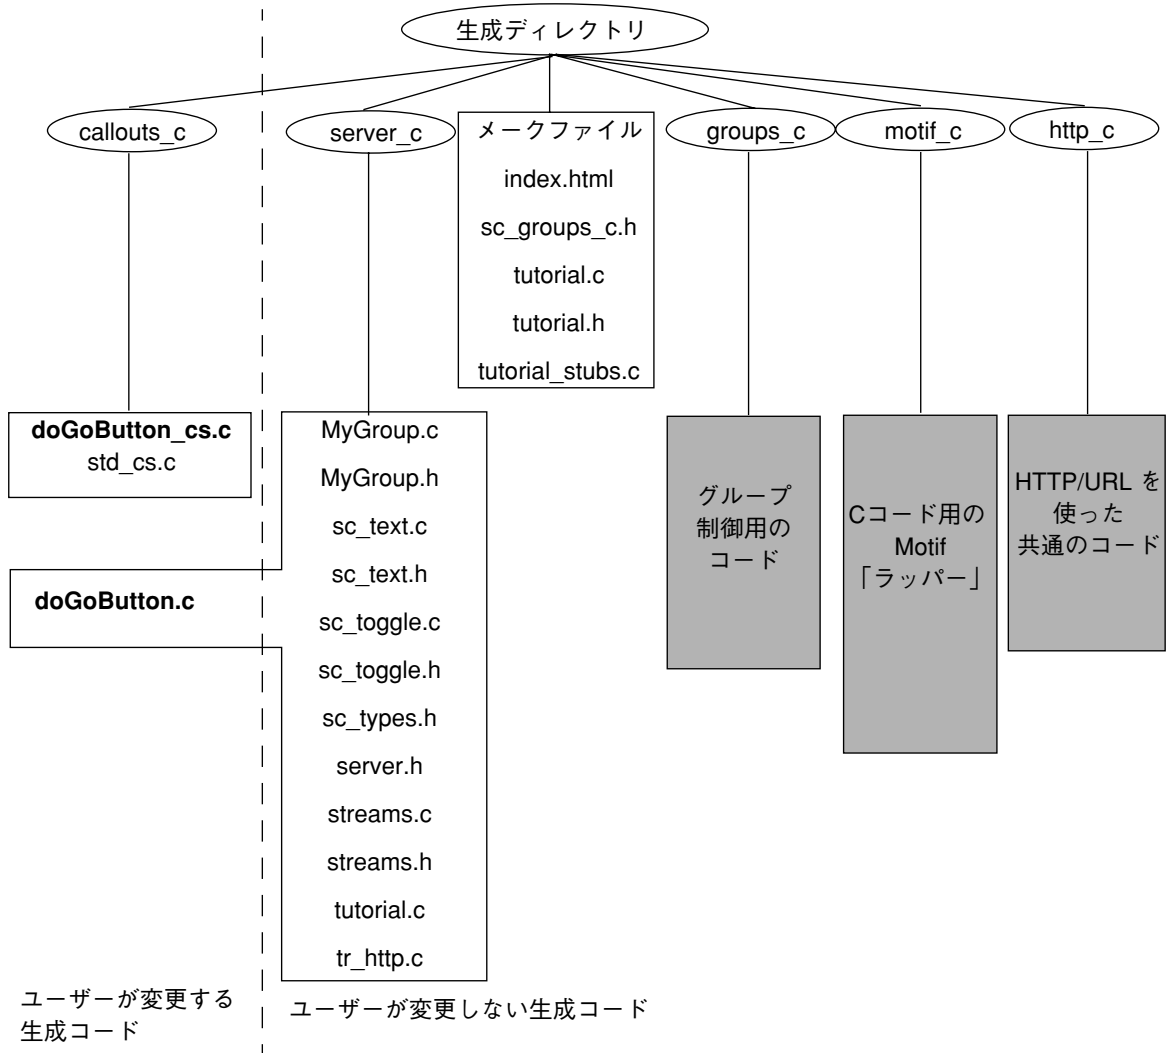 生成ディレクトリ
callouts_c
server_c
メークファイル
index.html
sc_groups_c.h
tutorial.c
tutorial.h
tutorial_stubs.c
groups_c
motif_c
http_c
doGoButton_cs.c
std_cs.c
doGoButton.c
MyGroup.c
MyGroup.h
sc_text.c
sc_text.h
sc_toggle.c
sc_toggle.h
sc_types.h
server.h
streams.c
streams.h
tutorial.c
tr_http.c
グループ
制御用の
コード
Cコード用の
Motif
「ラッパー」
HTTP/URL を
使った
共通のコード
ユーザーが変更する
生成コード
ユーザーが変更しない生成コード